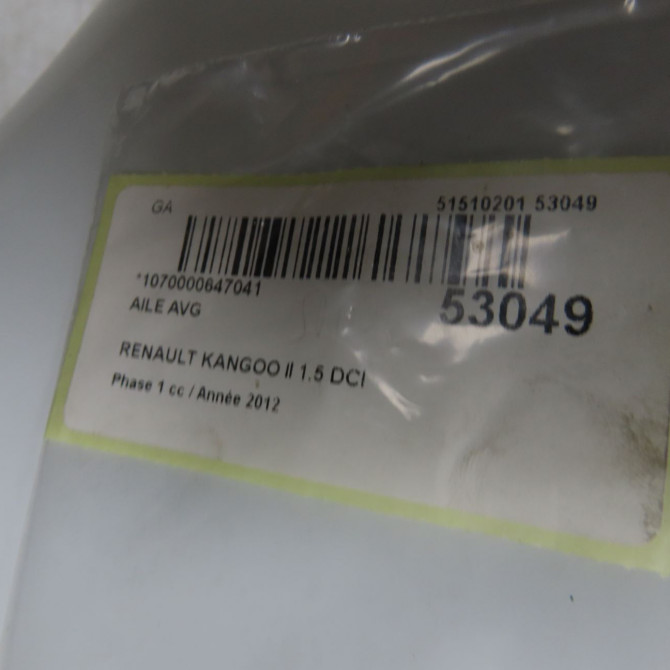 GA 51510201 53049
*1070000647041
53049
AILE AVG
RENAULT KANGOO II 1.5 DCI
Phase 1 cc / Année 2012